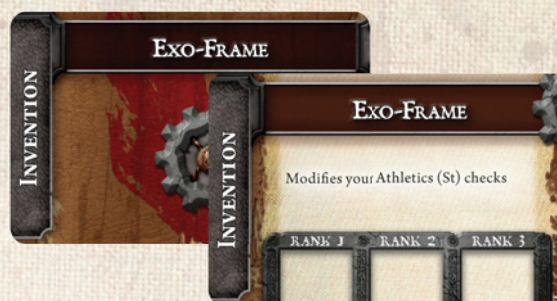 EXO-FRAME
INVENTION
EXO-FRAME
INVENTION
Modifies your Athletics (St) checks
RANK 1 RANK 2 RANK 3